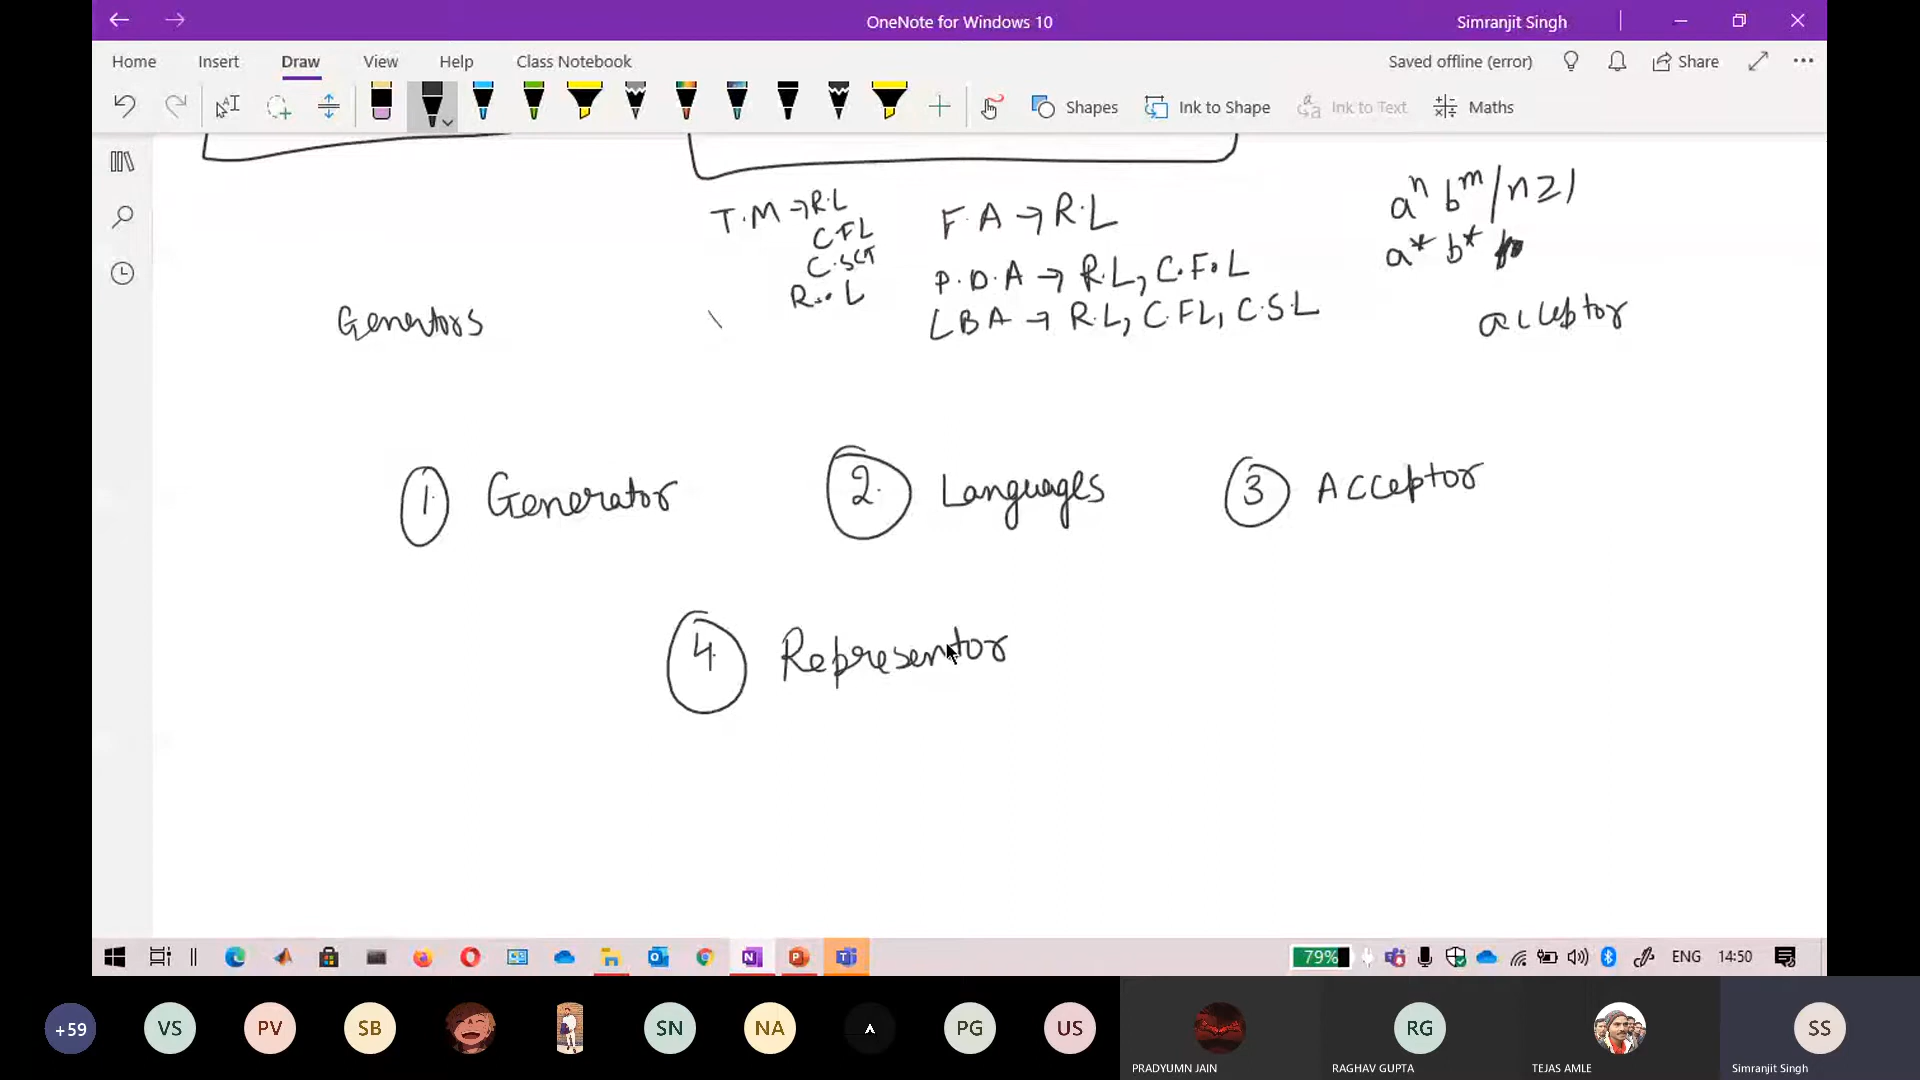 OneNote for Windows 10
Simranjit Singh
Home Insert Draw View Help Class Notebook
Saved offline (error) Share
Shapes Ink to Shape Ink to Text Maths
T.M → R.L
C.FL
C.S
R L
F.A → R.L
P.D.A → R.L, C.F.L
LBA → R.L, C.FL, C.S.L
aⁿ bᵐ / n ≥ 1
a* b*
acceptor
Genertors
1. Generator
2. Languages
3 Acceptor
4. Representor
79% ENG 14:50
+59 VS PV SB SN NA A PG US RG SS
PRADYUMN JAIN RAGHAV GUPTA TEJAS AMLE Simranjit Singh